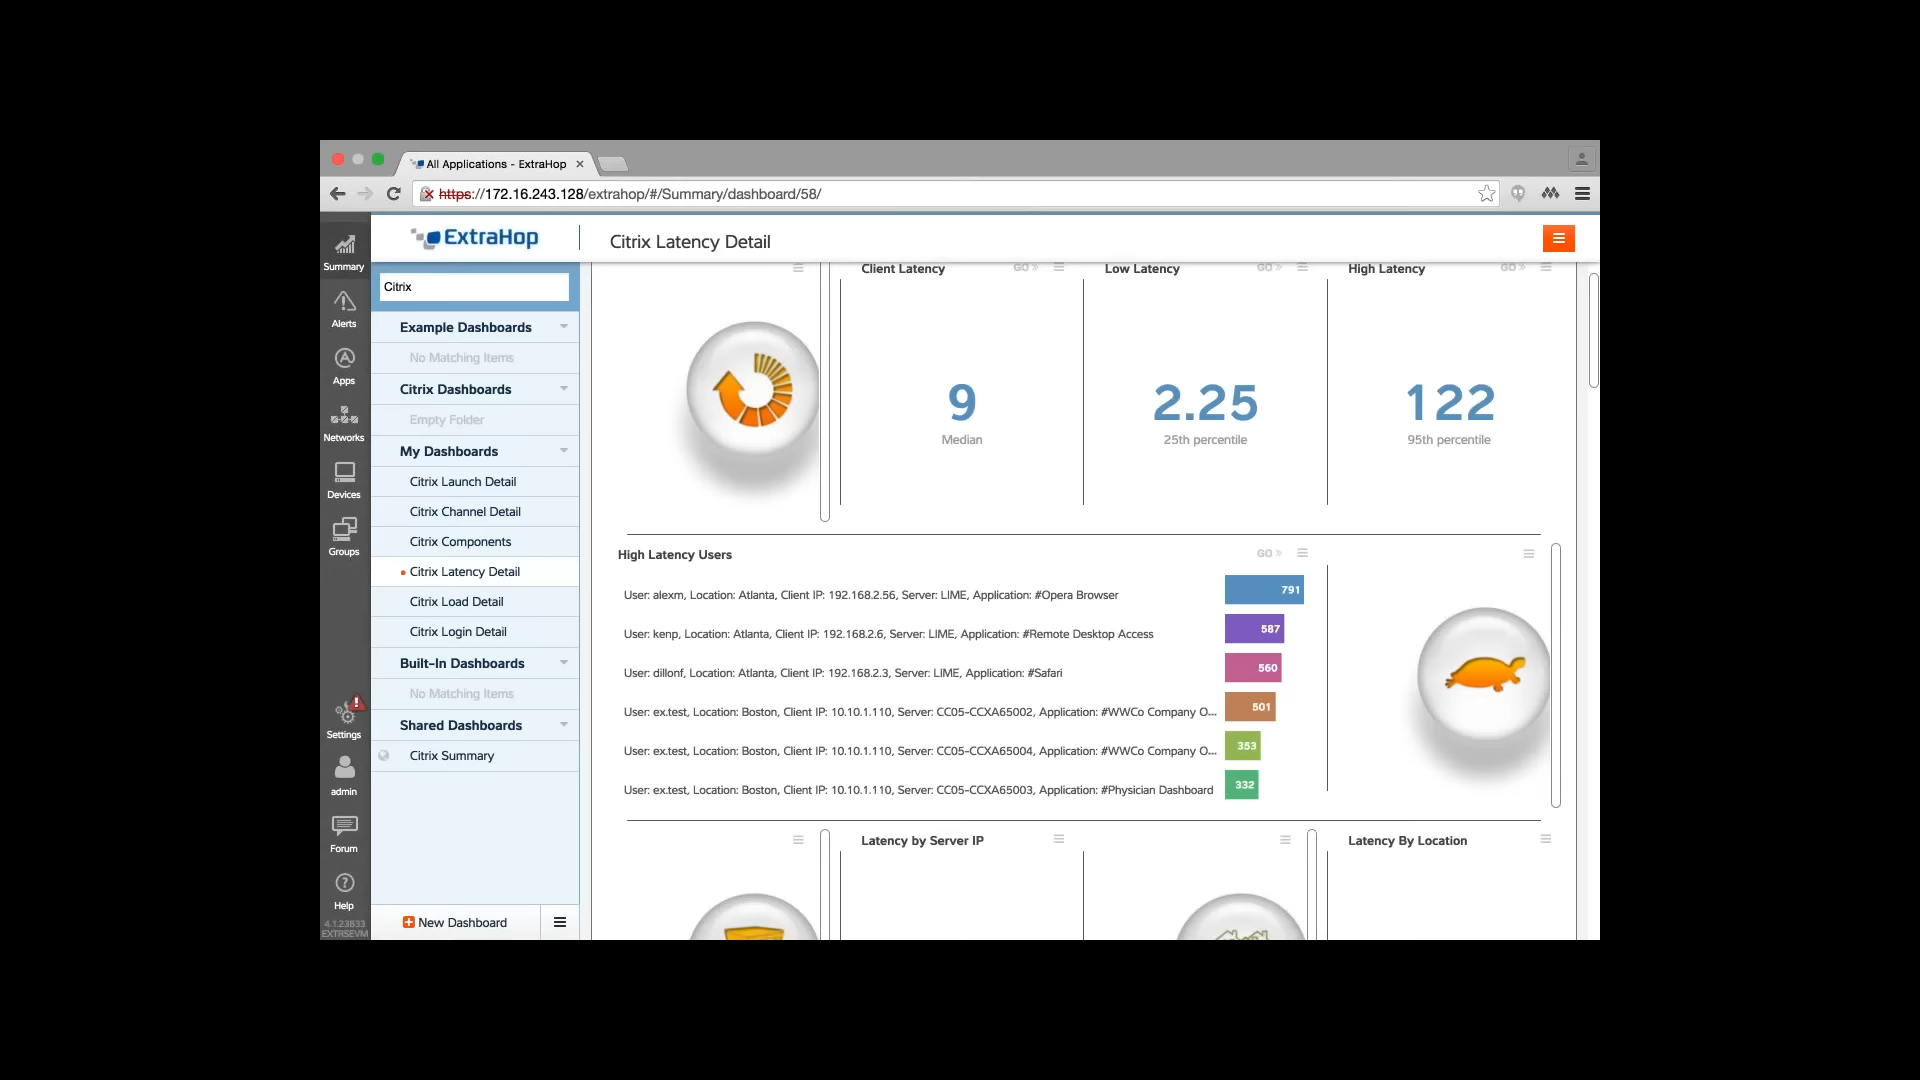 All Applications - ExtraHop
https://172.16.243.128/extrahop/#/Summary/dashboard/58/
ExtraHop
Citrix Latency Detail
Summary
Alerts
Apps
Networks
Devices
Groups
Settings
admin
Forum
Help
4.1.23833
EXTRSEVM
Citrix
Example Dashboards
No Matching Items
Citrix Dashboards
Empty Folder
My Dashboards
Citrix Launch Detail
Citrix Channel Detail
Citrix Components
Citrix Latency Detail
Citrix Load Detail
Citrix Login Detail
Built-In Dashboards
No Matching Items
Shared Dashboards
Citrix Summary
New Dashboard
Client Latency GO »
9
Median
Low Latency GO »
2.25
25th percentile
High Latency GO »
122
95th percentile
High Latency Users GO »
User: alexm, Location: Atlanta, Client IP: 192.168.2.56, Server: LIME, Application: #Opera Browser 791
User: kenp, Location: Atlanta, Client IP: 192.168.2.6, Server: LIME, Application: #Remote Desktop Access 587
User: dillonf, Location: Atlanta, Client IP: 192.168.2.3, Server: LIME, Application: #Safari 560
User: ex.test, Location: Boston, Client IP: 10.10.1.110, Server: CC05-CCXA65002, Application: #WWCo Company O... 501
User: ex.test, Location: Boston, Client IP: 10.10.1.110, Server: CC05-CCXA65004, Application: #WWCo Company O... 353
User: ex.test, Location: Boston, Client IP: 10.10.1.110, Server: CC05-CCXA65003, Application: #Physician Dashboard 332
Latency by Server IP
Latency By Location